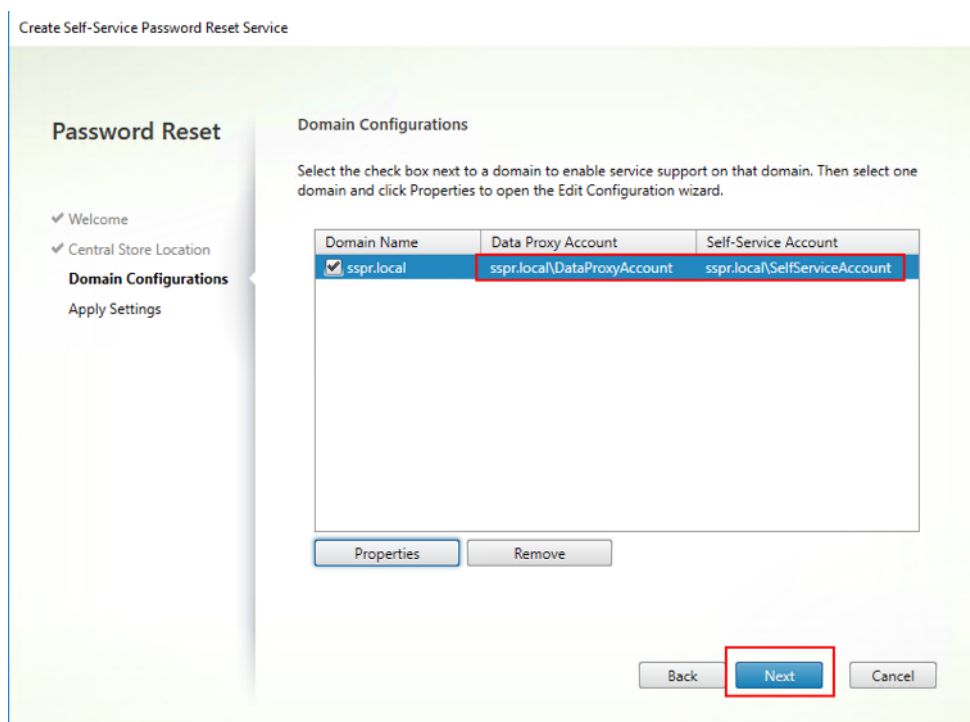 Create Self-Service Password Reset Service
Password Reset
Welcome
Central Store Location
Domain Configurations
Apply Settings
Domain Configurations
Select the check box next to a domain to enable service support on that domain. Then select one
domain and click Properties to open the Edit Configuration wizard.
Domain Name Data Proxy Account Self-Service Account
sspr.local sspr.local\DataProxyAccount sspr.local\SelfServiceAccount
Properties Remove
Back Next Cancel